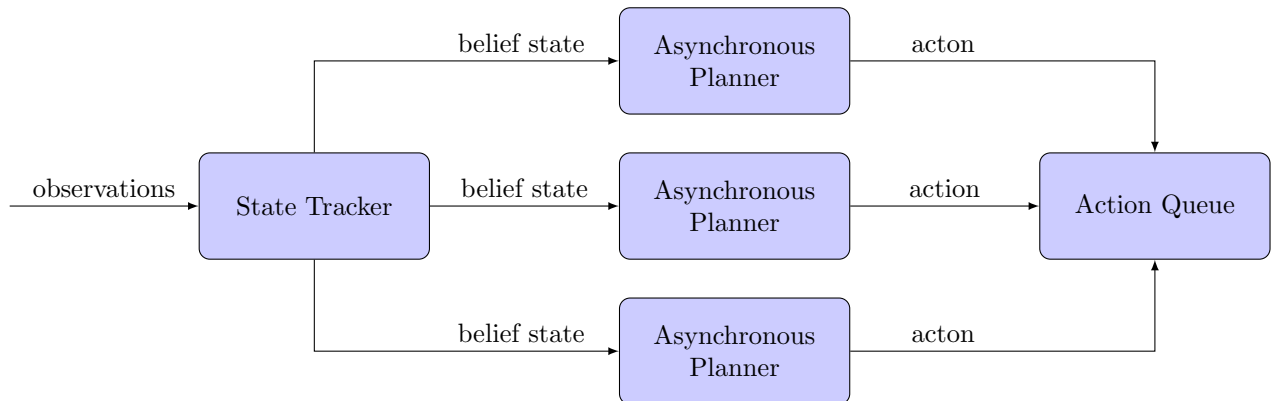 belief state
Asynchronous
Planner
acton
observations
State Tracker
belief state
Asynchronous
Planner
action
Action Queue
belief state
Asynchronous
Planner
acton